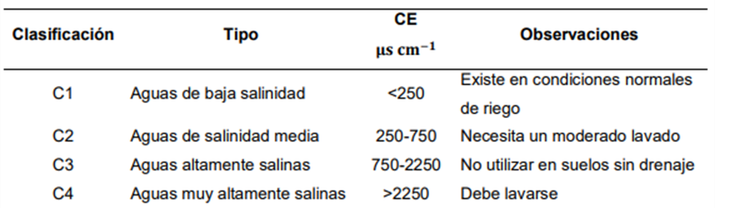 Clasificación Tipo CE µs cm⁻¹ Observaciones
C1 Aguas de baja salinidad <250 Existe en condiciones normales de riego
C2 Aguas de salinidad media 250-750 Necesita un moderado lavado
C3 Aguas altamente salinas 750-2250 No utilizar en suelos sin drenaje
C4 Aguas muy altamente salinas >2250 Debe lavarse